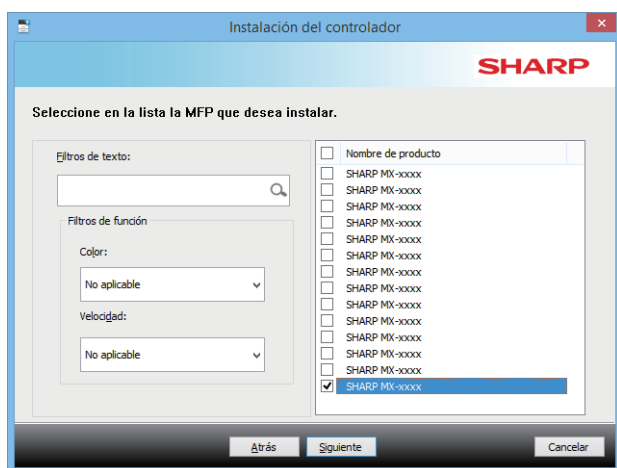 Instalación del controlador
SHARP
Seleccione en la lista la MFP que desea instalar.
Filtros de texto:
Filtros de función
Color:
No aplicable
Velocidad:
No aplicable
Nombre de producto
SHARP MX-xxxx
SHARP MX-xxxx
SHARP MX-xxxx
SHARP MX-xxxx
SHARP MX-xxxx
SHARP MX-xxxx
SHARP MX-xxxx
SHARP MX-xxxx
SHARP MX-xxxx
SHARP MX-xxxx
SHARP MX-xxxx
SHARP MX-xxxx
SHARP MX-xxxx
SHARP MX-xxxx
Atrás
Siguiente
Cancelar